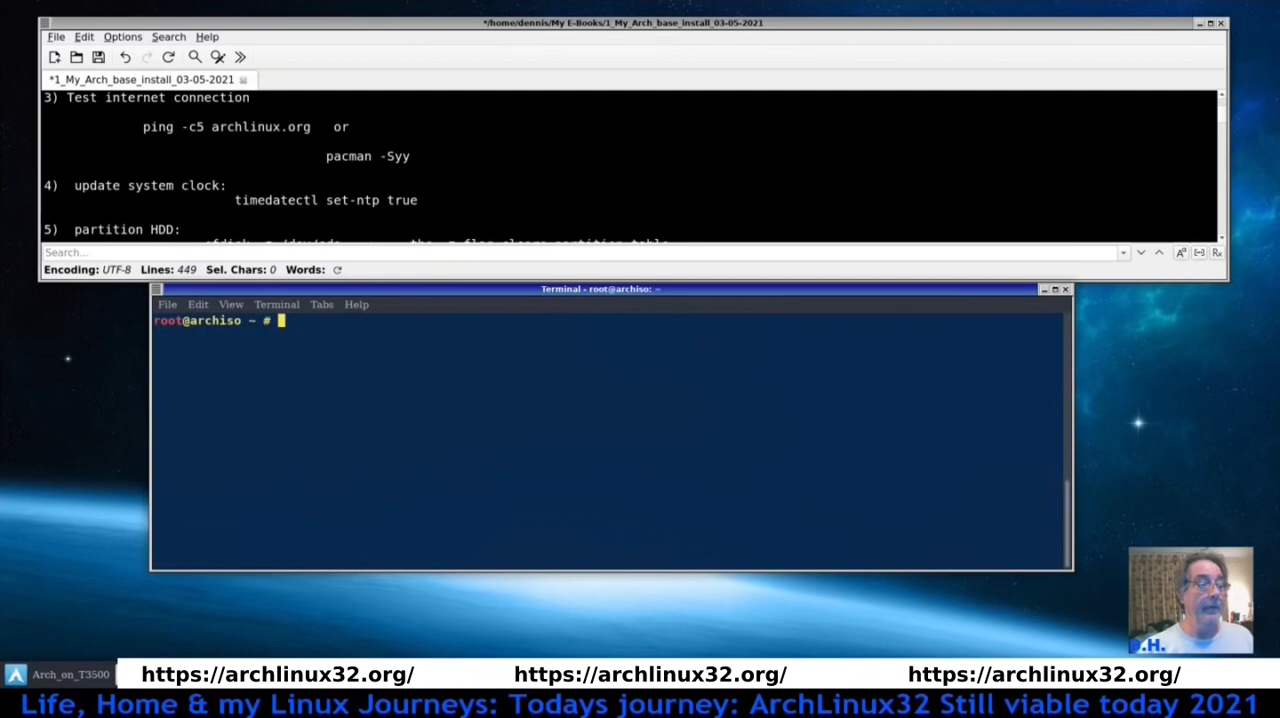 */home/dennis/My E-Books/1_My_Arch_base_install_03-05-2021
File Edit Options Search Help
*1_My_Arch_base_install_03-05-2021
3) Test internet connection
ping -c5 archlinux.org or
pacman -Syy
4) update system clock:
timedatectl set-ntp true
5) partition HDD:
Search...
Encoding: UTF-8 Lines: 449 Sel. Chars: 0 Words:
Terminal - root@archiso: ~
File Edit View Terminal Tabs Help
root@archiso ~ #
D.H.
Arch_on_T3500
https://archlinux32.org/ https://archlinux32.org/ https://archlinux32.org/
Life, Home & my Linux Journeys: Todays journey: ArchLinux32 Still viable today 2021